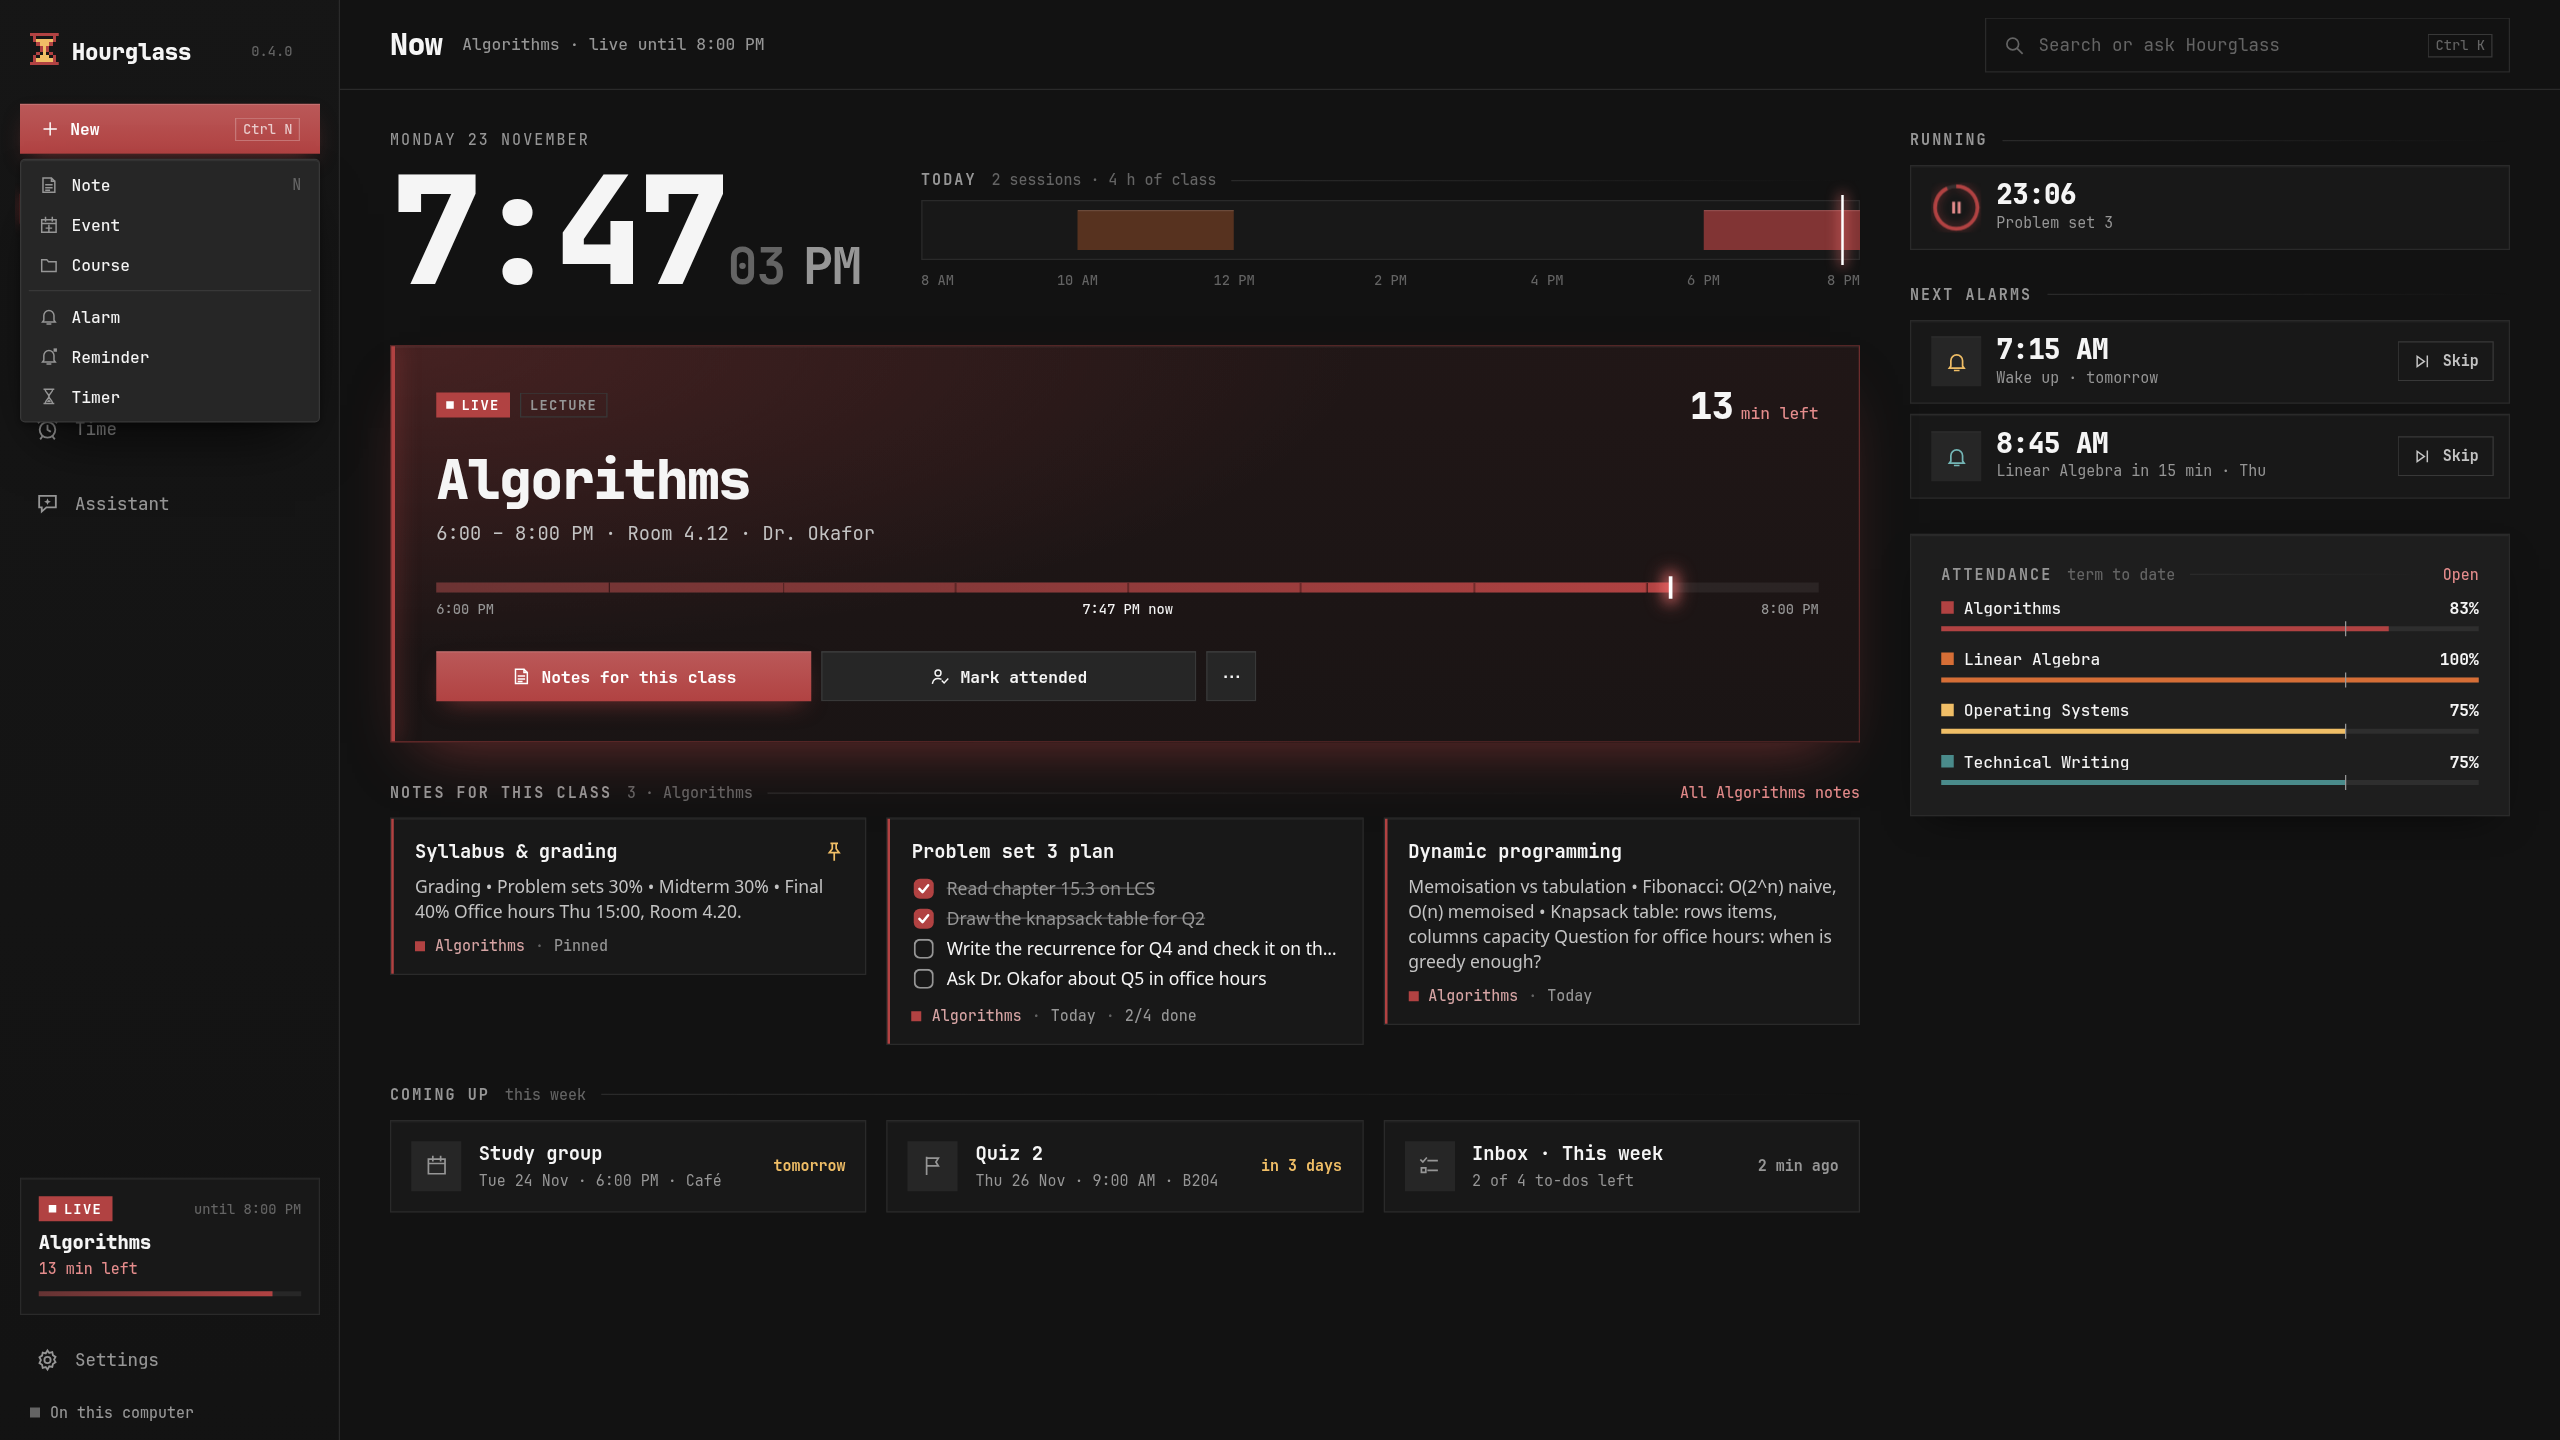 Hourglass 0.4.0
New Ctrl N
Note N
Event
Course
Alarm
Reminder
Timer
Time
Assistant
LIVE until 8:00 PM
Algorithms
13 min left
Settings
On this computer
Now Algorithms · live until 8:00 PM
Search or ask Hourglass Ctrl K
MONDAY 23 NOVEMBER
7:47 03 PM
TODAY 2 sessions · 4 h of class
8 AM 10 AM 12 PM 2 PM 4 PM 6 PM 8 PM
LIVE LECTURE
13 min left
Algorithms
6:00 – 8:00 PM · Room 4.12 · Dr. Okafor
6:00 PM 7:47 PM now 8:00 PM
Notes for this class Mark attended ...
NOTES FOR THIS CLASS 3 · Algorithms All Algorithms notes
Syllabus & grading
Grading • Problem sets 30% • Midterm 30% • Final
40% Office hours Thu 15:00, Room 4.20.
Algorithms · Pinned
Problem set 3 plan
Read chapter 15.3 on LCS
Draw the knapsack table for Q2
Write the recurrence for Q4 and check it on th...
Ask Dr. Okafor about Q5 in office hours
Algorithms · Today · 2/4 done
Dynamic programming
Memoisation vs tabulation • Fibonacci: O(2^n) naive,
O(n) memoised • Knapsack table: rows items,
columns capacity Question for office hours: when is
greedy enough?
Algorithms · Today
COMING UP this week
Study group
Tue 24 Nov · 6:00 PM · Café
tomorrow
Quiz 2
Thu 26 Nov · 9:00 AM · B204
in 3 days
Inbox · This week
2 of 4 to-dos left
2 min ago
RUNNING
23:06
Problem set 3
NEXT ALARMS
7:15 AM
Wake up · tomorrow
Skip
8:45 AM
Linear Algebra in 15 min · Thu
Skip
ATTENDANCE term to date Open
Algorithms 83%
Linear Algebra 100%
Operating Systems 75%
Technical Writing 75%